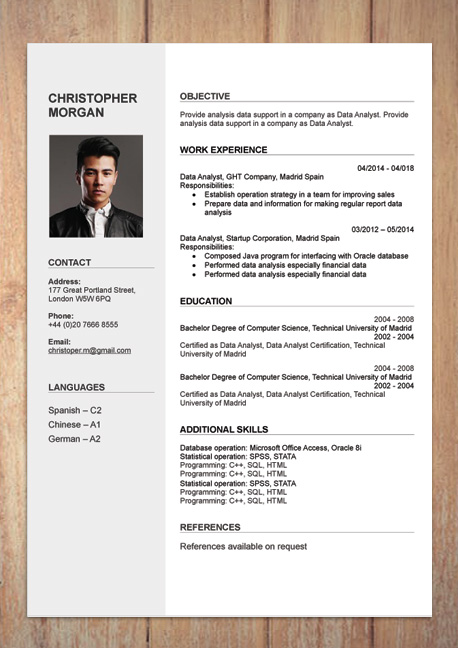 CHRISTOPHER
MORGAN
CONTACT
Address:
177 Great Portland Street,
London W5W 6PQ
Phone:
+44 (0)20 7666 8555
Email:
christoper.m@gmail.com
LANGUAGES
Spanish – C2
Chinese – A1
German – A2
OBJECTIVE
Provide analysis data support in a company as Data Analyst. Provide
analysis data support in a company as Data Analyst.
WORK EXPERIENCE
04/2014 - 04/018
Data Analyst, GHT Company, Madrid Spain
Responsibilities:
● Establish operation strategy in a team for improving sales
● Prepare data and information for making regular report data
analysis
03/2012 – 05/2014
Data Analyst, Startup Corporation, Madrid Spain
Responsibilities:
● Composed Java program for interfacing with Oracle database
● Performed data analysis especially financial data
● Performed data analysis especially financial data
EDUCATION
2004 - 2008
Bachelor Degree of Computer Science, Technical University of Madrid
2002 - 2004
Certified as Data Analyst, Data Analyst Certification, Technical
University of Madrid
2004 - 2008
Bachelor Degree of Computer Science, Technical University of Madrid
2002 - 2004
Certified as Data Analyst, Data Analyst Certification, Technical
University of Madrid
ADDITIONAL SKILLS
Database operation: Microsoft Office Access, Oracle 8i
Statistical operation: SPSS, STATA
Programming: C++, SQL, HTML
Programming: C++, SQL, HTML
Statistical operation: SPSS, STATA
Programming: C++, SQL, HTML
Programming: C++, SQL, HTML
REFERENCES
References available on request